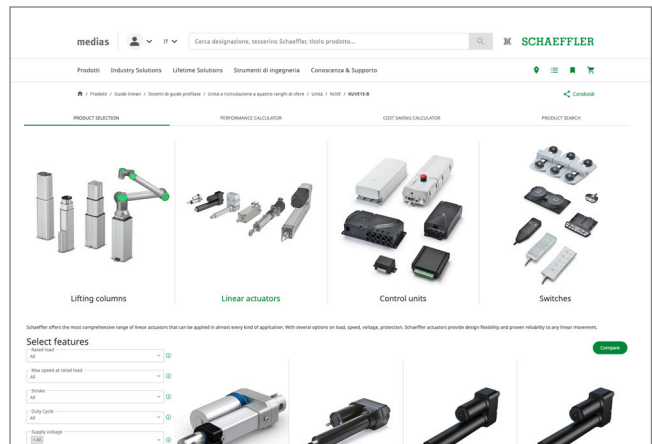 medias IT Cerca designazione, tesserino Schaeffler, titolo prodotto... SCHAEFFLER
Prodotti Industry Solutions Lifetime Solutions Strumenti di ingegneria Conoscenza & Supporto
/ Prodotti / Guide lineari / Sistemi di guide profilate / Unità a ricircolazione a quattro ranghi di sfere / Unità / KUVE / KUVE15-B Condividi
PRODUCT SELECTION PERFORMANCE CALCULATOR COST SAKING CALCULATOR PRODUCT SEARCH
Lifting columns Linear actuators Control units Switches
Schaeffler offers the most comprehensive range of linear actuators that can be applied in almost every kind of application. With several options on load, speed, voltage, protection, Schaeffler actuators provide design flexibility and proven reliability to any linear movement.
Select features
Compare
Rated load
All
Max speed at rated load
All
Stroke
All
Duty Cycle
All
Supply voltage
× All